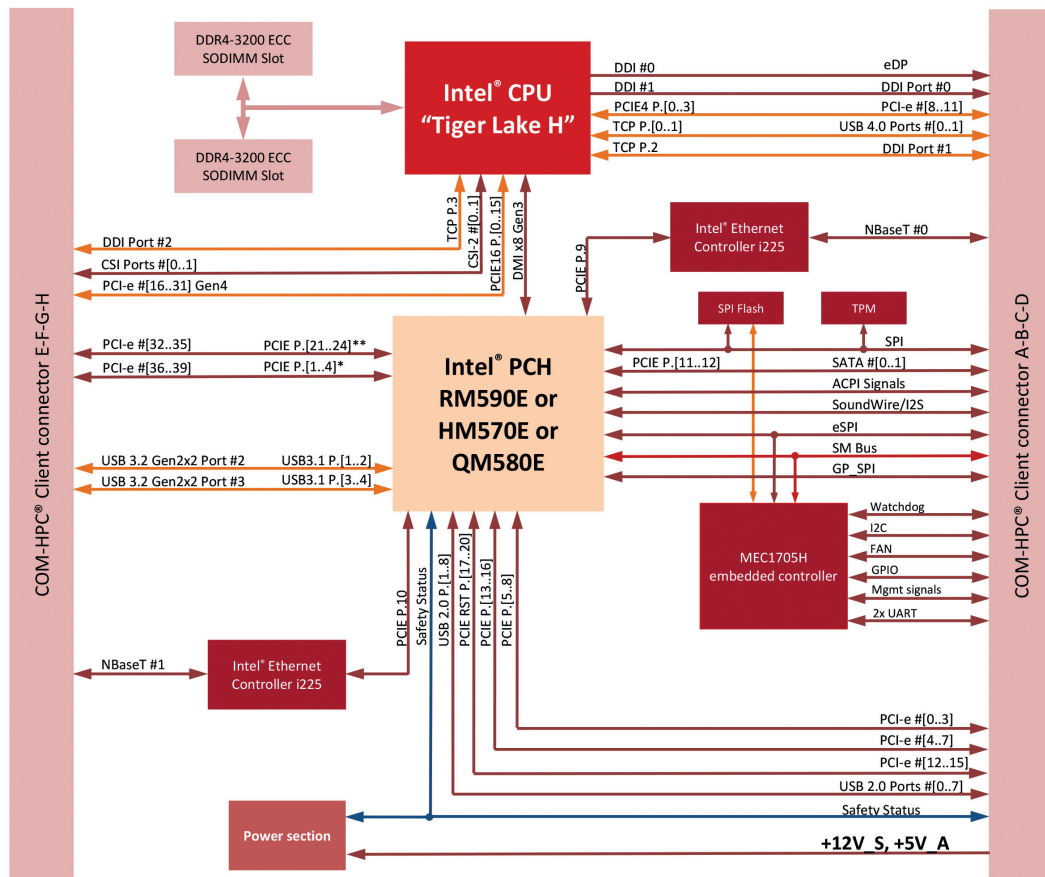 COM-HPC® Client connector E-F-G-H
DDR4-3200 ECC
SODIMM Slot
DDR4-3200 ECC
SODIMM Slot
Intel® CPU
“Tiger Lake H”
DDI #0
eDP
DDI #1
DDI Port #0
PCIE4 P.[0..3]
PCI-e #[8..11]
TCP P.[0..1]
USB 4.0 Ports #[0..1]
TCP P.2
DDI Port #1
COM-HPC® Client connector A-B-C-D
TCP P.3
CSI-2 #[0..1]
PCIE16 P.[0..15]
DMI x8 Gen3
DDI Port #2
CSI Ports #[0..1]
PCI-e #[16..31] Gen4
PCIE P.9
Intel® Ethernet
Controller i225
NBaseT #0
SPI Flash
TPM
SPI
PCI-e #[32..35]
PCIE P.[21..24]**
PCI-e #[36..39]
PCIE P.[1..4]*
Intel® PCH
RM590E or
HM570E or
QM580E
PCIE P.[11..12]
SATA #[0..1]
ACPI Signals
SoundWire/I2S
eSPI
SM Bus
GP_SPI
USB 3.2 Gen2x2 Port #2
USB3.1 P.[1..2]
USB 3.2 Gen2x2 Port #3
USB3.1 P.[3..4]
MEC1705H
embedded controller
Watchdog
I2C
FAN
GPIO
Mgmt signals
2x UART
PCIE P.10
Safety Status
USB 2.0 P.[1..8]
PCIE RST P.[17..20]
PCIE P.[13..16]
PCIE P.[5..8]
NBaseT #1
Intel® Ethernet
Controller i225
PCI-e #[0..3]
PCI-e #[4..7]
PCI-e #[12..15]
USB 2.0 Ports #[0..7]
Safety Status
Power section
+12V_S, +5V_A